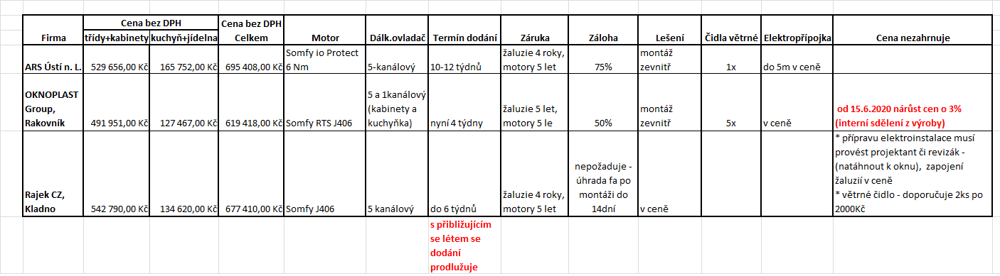 Cena bez DPH Cena bez DPH
Firma třídy+kabinety kuchyň+jídelna Celkem Motor Dálk.ovladač Termín dodání Záruka Záloha Lešení Čidla větrné Elektropřípojka Cena nezahrnuje
ARS Ústí n. L. 529 656,00 Kč 165 752,00 Kč 695 408,00 Kč
Somfy io Protect
6 Nm
5-kanálový 10-12 týdnů
žaluzie 4 roky,
motory 5 let
75%
montáž
zevnitř
1x do 5m v ceně
OKNOPLAST
Group,
Rakovník
491 951,00 Kč 127 467,00 Kč 619 418,00 Kč Somfy RTS J406
5 a 1kanálový
(kabinety a
kuchyňka)
nyní 4 týdny
žaluzie 5 let,
motory 5 le
50%
montáž
zevnitř
5x v ceně
od 15.6.2020 nárůst cen o 3%
(interní sdělení z výroby)
Rajek CZ,
Kladno
542 790,00 Kč 134 620,00 Kč 677 410,00 Kč Somfy J406 5 kanálový do 6 týdnů
žaluzie 4 roky,
motory 5 let
nepožaduje -
úhrada fa po
montáži do
14dní
v ceně
* přípravu elektroinstalace musí
provést projektant či revizák -
(natáhnout k oknu), zapojení
žaluzií v ceně
* větrné čidlo - doporučuje 2ks po
2000Kč
s přibližujícím
se létem se
dodání
prodlužuje